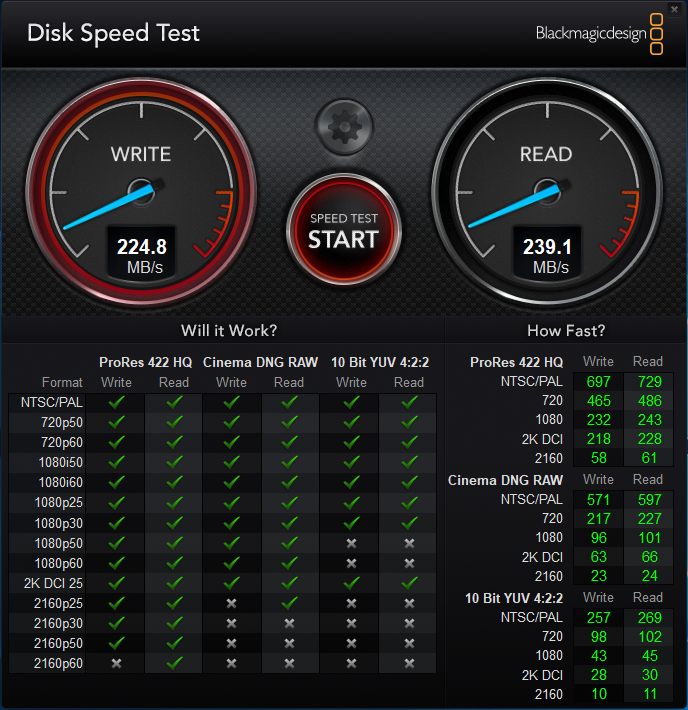 Disk Speed Test
Blackmagicdesign
WRITE
224.8
MB/s
SPEED TEST
START
READ
239.1
MB/s
Will it Work?
ProRes 422 HQ Cinema DNG RAW 10 Bit YUV 4:2:2
Format Write Read Write Read Write Read
NTSC/PAL
720p50
720p60
1080i50
1080i60
1080p25
1080p30
1080p50
1080p60
2K DCI 25
2160p25
2160p30
2160p50
2160p60
How Fast?
ProRes 422 HQ Write Read
NTSC/PAL 697 729
720 465 486
1080 232 243
2K DCI 218 228
2160 58 61
Cinema DNG RAW Write Read
NTSC/PAL 571 597
720 217 227
1080 96 101
2K DCI 63 66
2160 23 24
10 Bit YUV 4:2:2 Write Read
NTSC/PAL 257 269
720 98 102
1080 43 45
2K DCI 28 30
2160 10 11